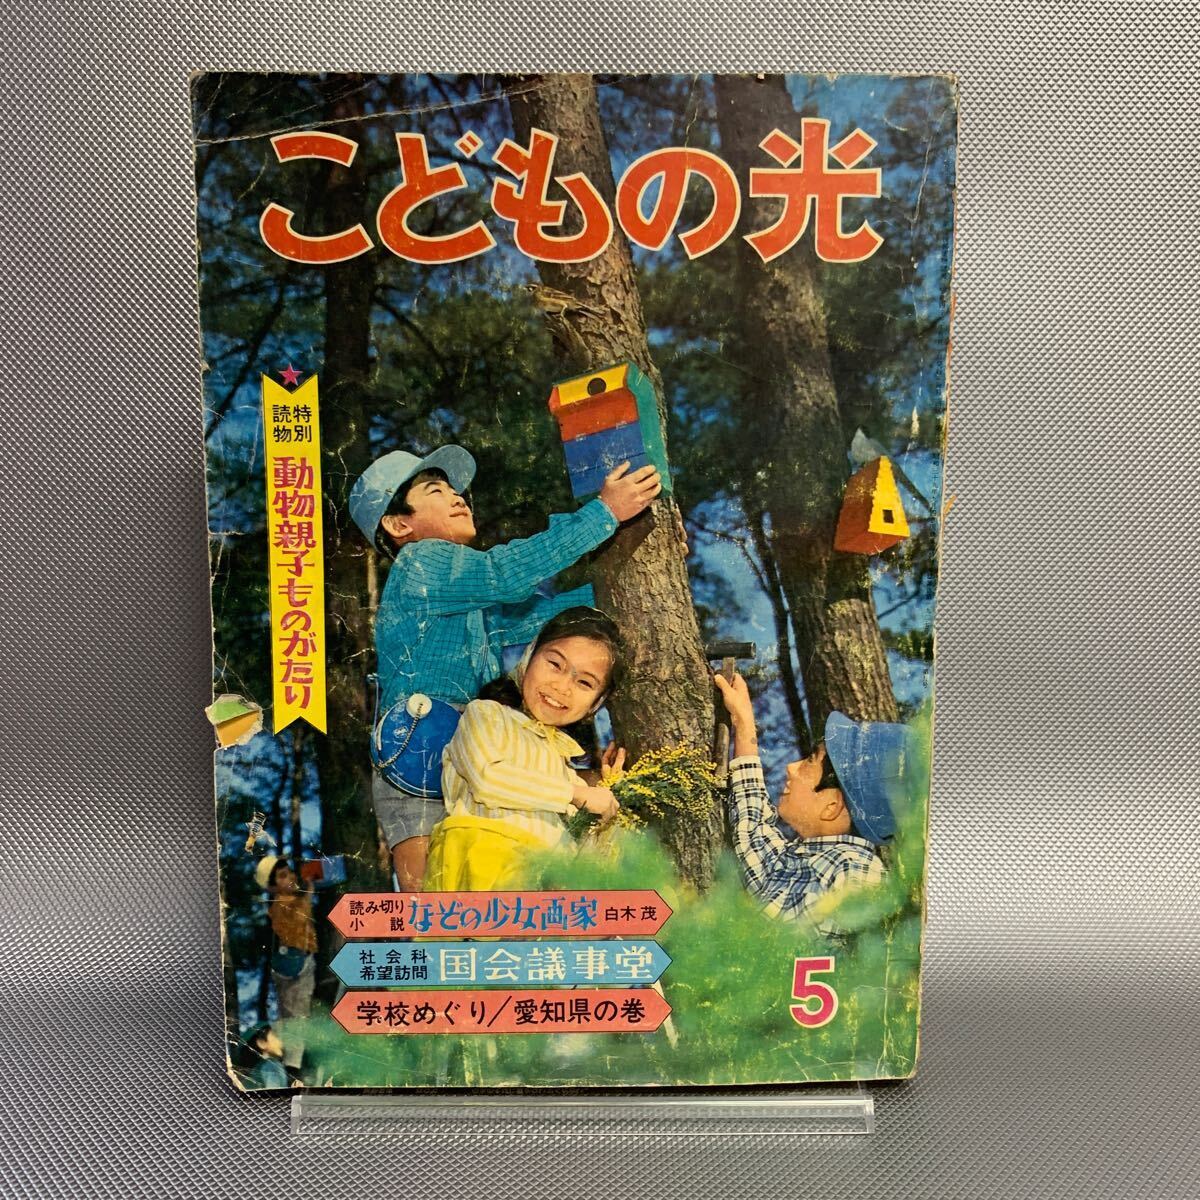 こどもの光
特別
読物
動物親子ものがたり
読み切り
小説
なぞの少女画家
白木茂
社会科
希望訪問
国会議事堂
学校めぐり/愛知県の巻
5